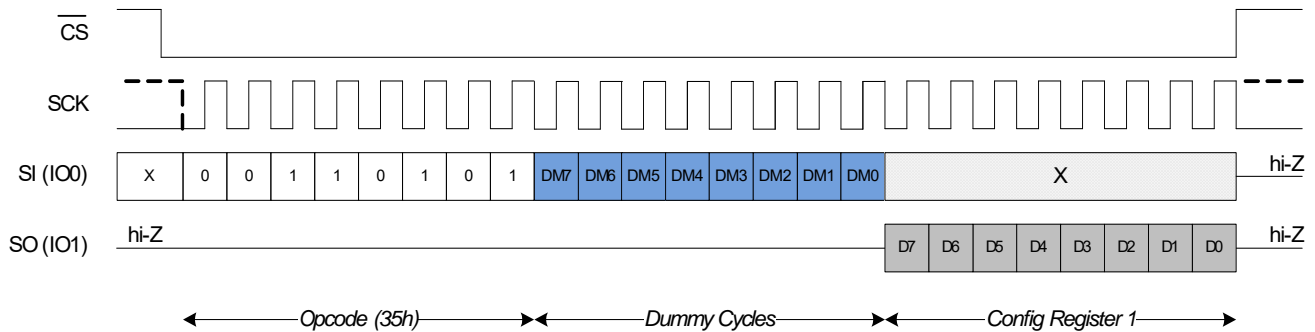 CS
SCK
SI (IO0) X 0 0 1 1 0 1 0 1 DM7 DM6 DM5 DM4 DM3 DM2 DM1 DM0 X hi-Z
SO (IO1) hi-Z D7 D6 D5 D4 D3 D2 D1 D0 hi-Z
Opcode (35h) Dummy Cycles Config Register 1